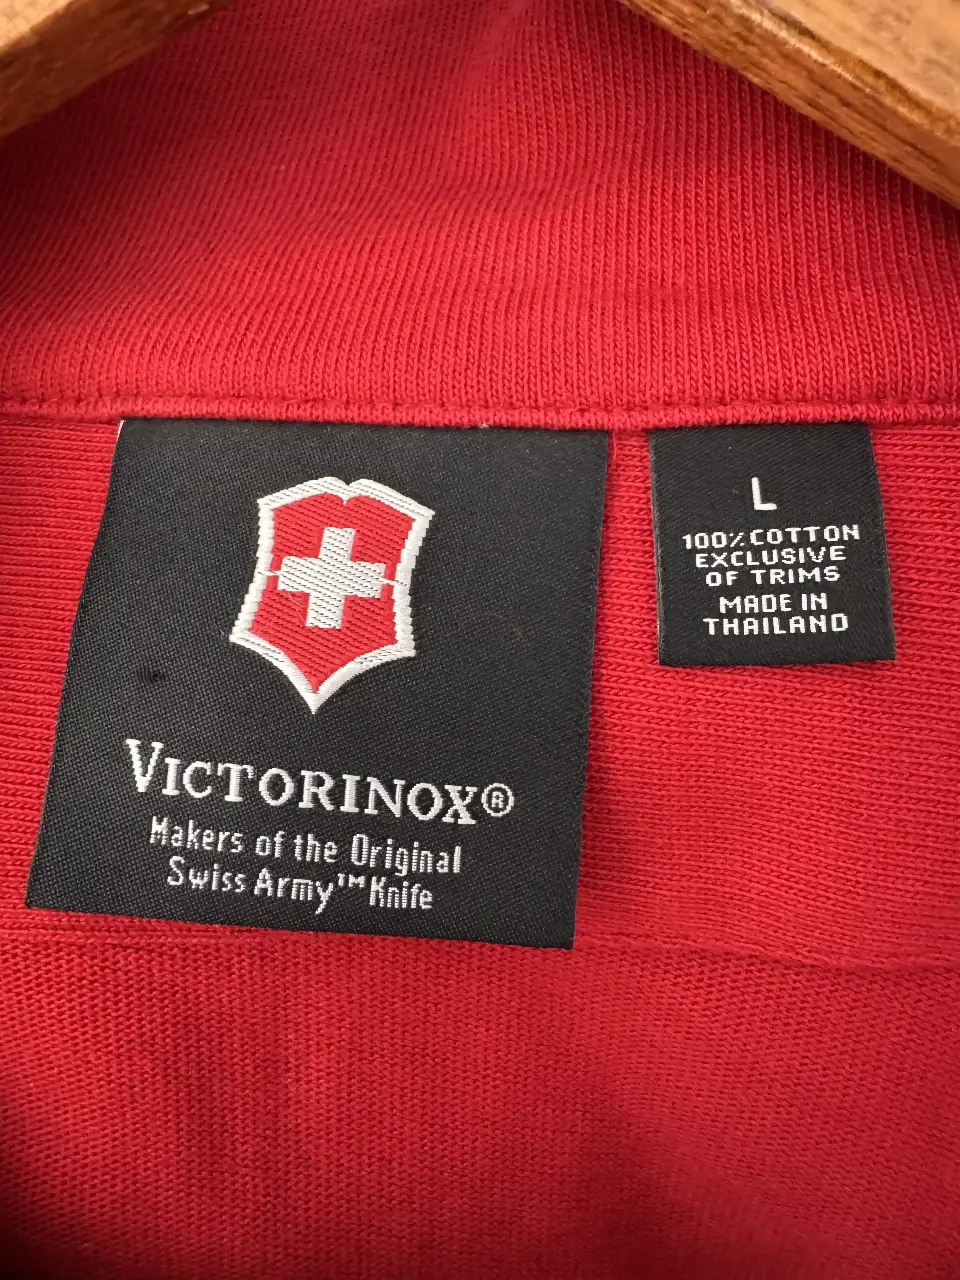 VICTORINOX®
Makers of the Original
Swiss Army™ Knife
L
100% COTTON
EXCLUSIVE
OF TRIMS
MADE IN
THAILAND